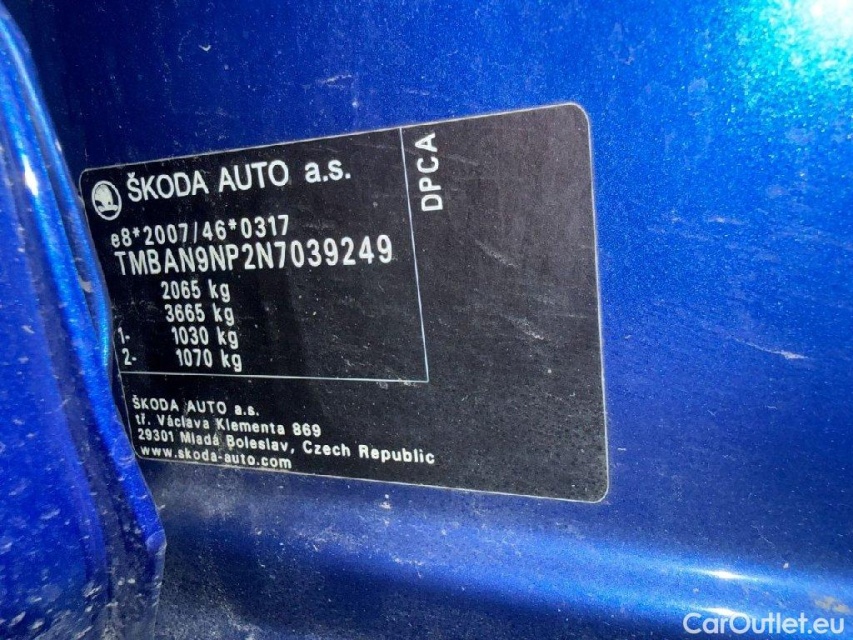 ŠKODA AUTO a.s.
DPCA
e8*2007/46*0317
TMBAN9NP2N7039249
2065 kg
3665 kg
1- 1030 kg
2- 1070 kg
ŠKODA AUTO a.s.
tř. Václava Klementa 869
29301 Mladá Boleslav, Czech Republic
www.skoda-auto.com
CarOutlet.eu